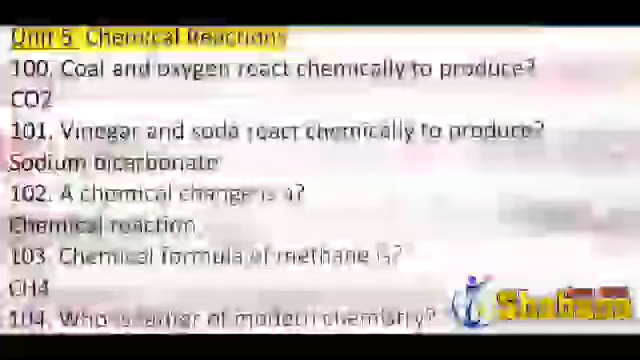 Unit 5: Chemical Reactions
100. Coal and oxygen react chemically to produce?
CO2
101. Vinegar and soda react chemically to produce?
Sodium bicarbonate
102. A chemical change is a?
Chemical reaction
103. Chemical formula of methane is?
CH4
104. Who is father of modern chemistry?